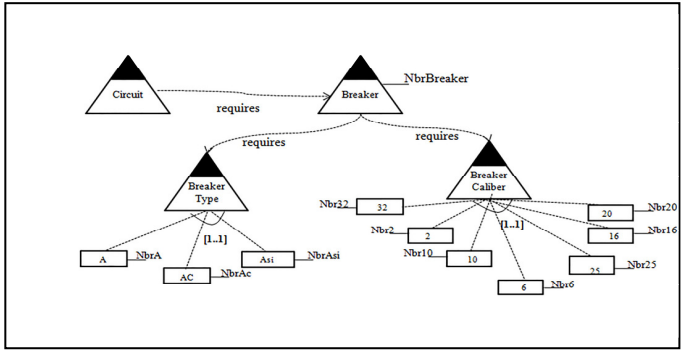 NbrBreaker
Circuit
Breaker
requires
requires
requires
Breaker
Type
Breaker
Caliber
[1..1]
[1..1]
A
NbrA
AC
NbrAc
Asi
NbrAsi
Nbr32
32
Nbr2
2
Nbr10
10
6
Nbr6
25
Nbr25
16
Nbr16
20
Nbr20